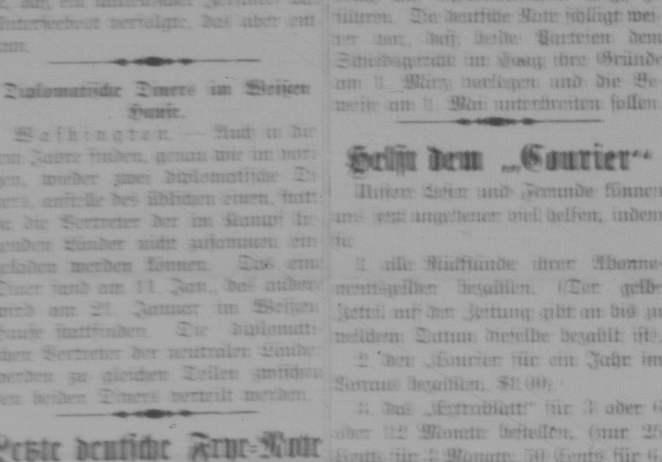 Unterseeboot verfolgte, das aber ent
Diplomatische Diners im Weißen
Hause.
Washington. — Auch in die
em Jahre finden, genau wie im vori
gen, wieder zwei diplomatische Di
ners, anstelle des üblichen einen, statt
die Vertreter der im Kampf
Länder nicht zusammen ein
geladen werden können. Das eine
Diner fand am 11. Jan., das andere
wird am 21. Januar im Weißen
Hause stattfinden. Die diplomati
schen Vertreter der neutralen Länder
werden zu gleichen Teilen zwischen
den beiden Diners verteilt werden.
Letzte deutsche Frye-Note
führen. Die deutsche Note schlägt wei
ter vor, daß beide Parteien dem
Schiedsgericht im Haag ihre Gründe
am 1. März vorlegen und die Be
weise am 1. Mai unterbreiten sollen
Helft dem „Courier“
Unsere Leser und Freunde können
uns ganz ungeheuer viel helfen, indem
sie
1. alle Rückstände ihrer Abonne
mentsgelder bezahlen. (Der gelbe
Zettel auf der Zeitung gibt an bis zu
welchem Datum dieselbe bezahlt ist).
2. den „Courier für ein Jahr im
Voraus bezahlen, $1.00);
3. das „Extrablatt“ für 3 oder 6
oder 12 Monate bestellen, (nur 25
Cents für 3 Monate, 50 Cents für 6